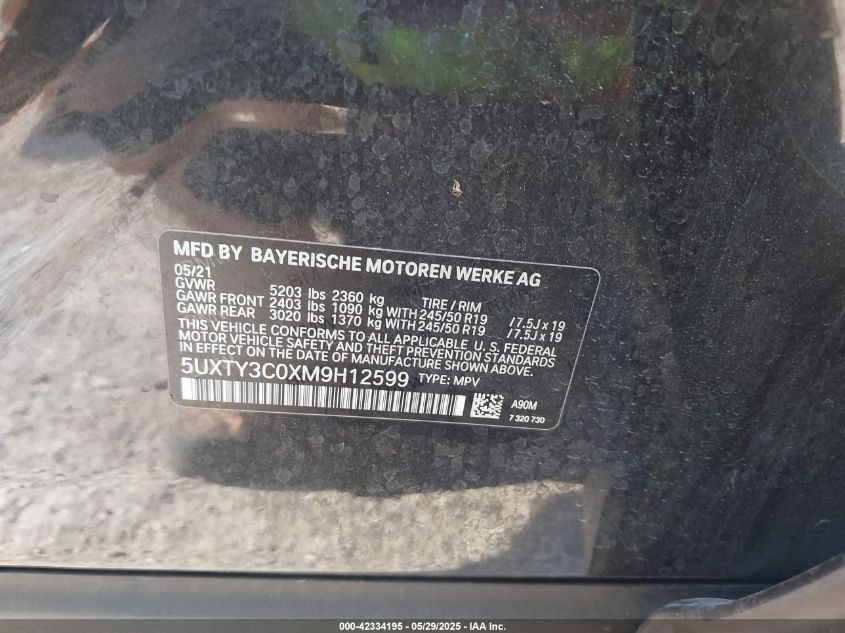 MFD BY BAYERISCHE MOTOREN WERKE AG
05/21
GVWR 5203 lbs 2360 kg TIRE / RIM
GAWR FRONT 2403 lbs 1090 kg WITH 245/50 R19 / 7.5J x 19
GAWR REAR 3020 lbs 1370 kg WITH 245/50 R19 / 7.5J x 19
THIS VEHICLE CONFORMS TO ALL APPLICABLE U. S. FEDERAL
MOTOR VEHICLE SAFETY AND THEFT PREVENTION STANDARDS
IN EFFECT ON THE DATE OF MANUFACTURE SHOWN ABOVE.
5UXTY3C0XM9H12599 TYPE: MPV
A90M
7 320 730
000-42334195 - 05/29/2025 - IAA Inc.